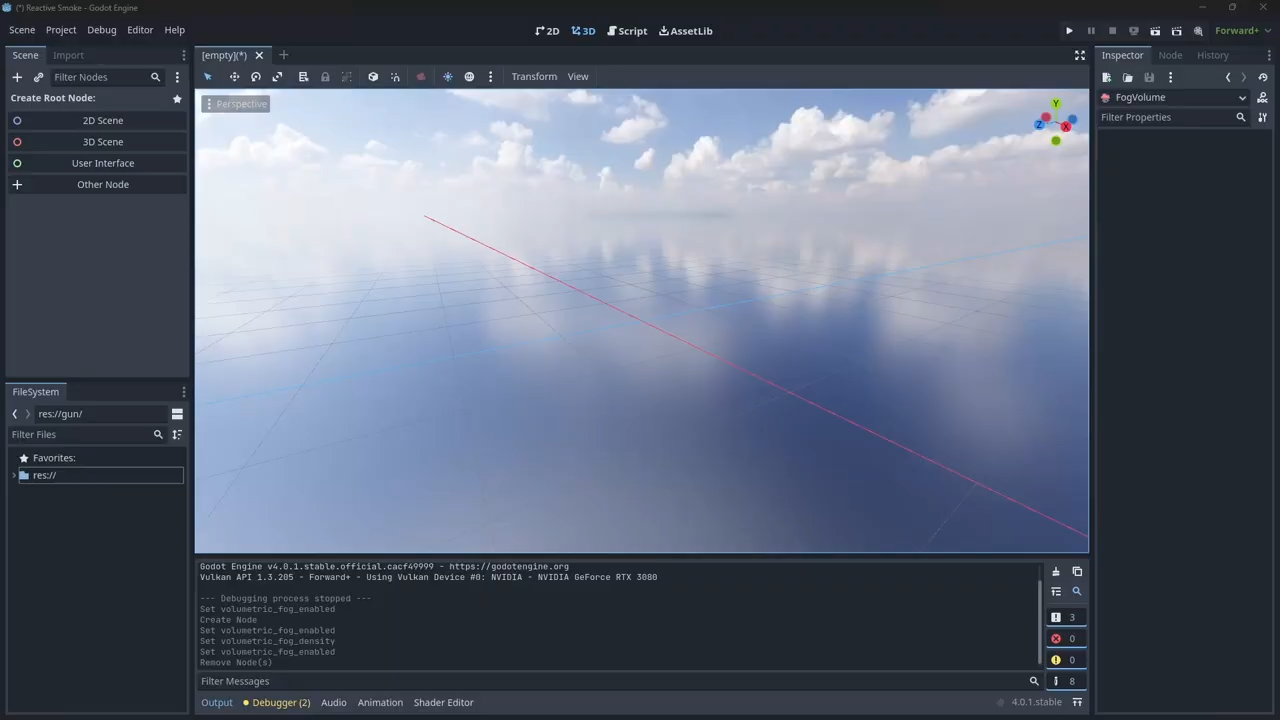 (*) Reactive Smoke - Godot Engine
Scene Project Debug Editor Help
2D 3D Script AssetLib
Forward+
Scene Import
[empty](*)
Inspector Node History
Filter Nodes
Transform View
Create Root Node:
FogVolume
Perspective
Filter Properties
2D Scene
3D Scene
User Interface
Other Node
Y
Z
X
FileSystem
res://gun/
Filter Files
Favorites:
res://
Godot Engine v4.0.1.stable.official.cacf49999 - https://godotengine.org
Vulkan API 1.3.205 - Forward+ - Using Vulkan Device #0: NVIDIA - NVIDIA GeForce RTX 3080
--- Debugging process stopped ---
Set volumetric_fog_enabled
Create Node
Set volumetric_fog_enabled
Set volumetric_fog_density
Set volumetric_fog_enabled
Remove Node(s)
3
0
0
8
Filter Messages
Output Debugger (2) Audio Animation Shader Editor
4.0.1.stable